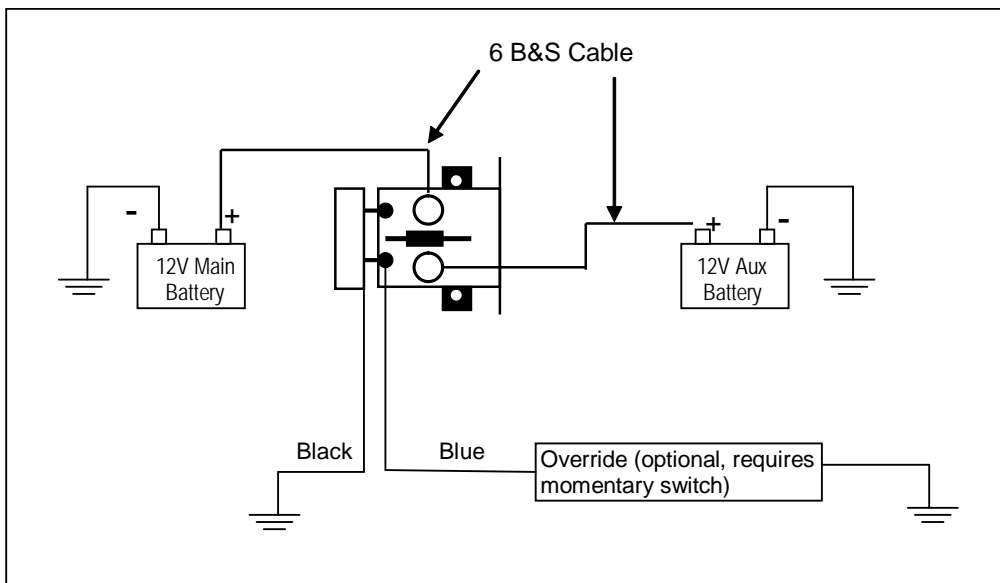 6 B&S Cable
- +
12V Main
Battery
+ -
12V Aux
Battery
Black
Blue
Override (optional, requires
momentary switch)